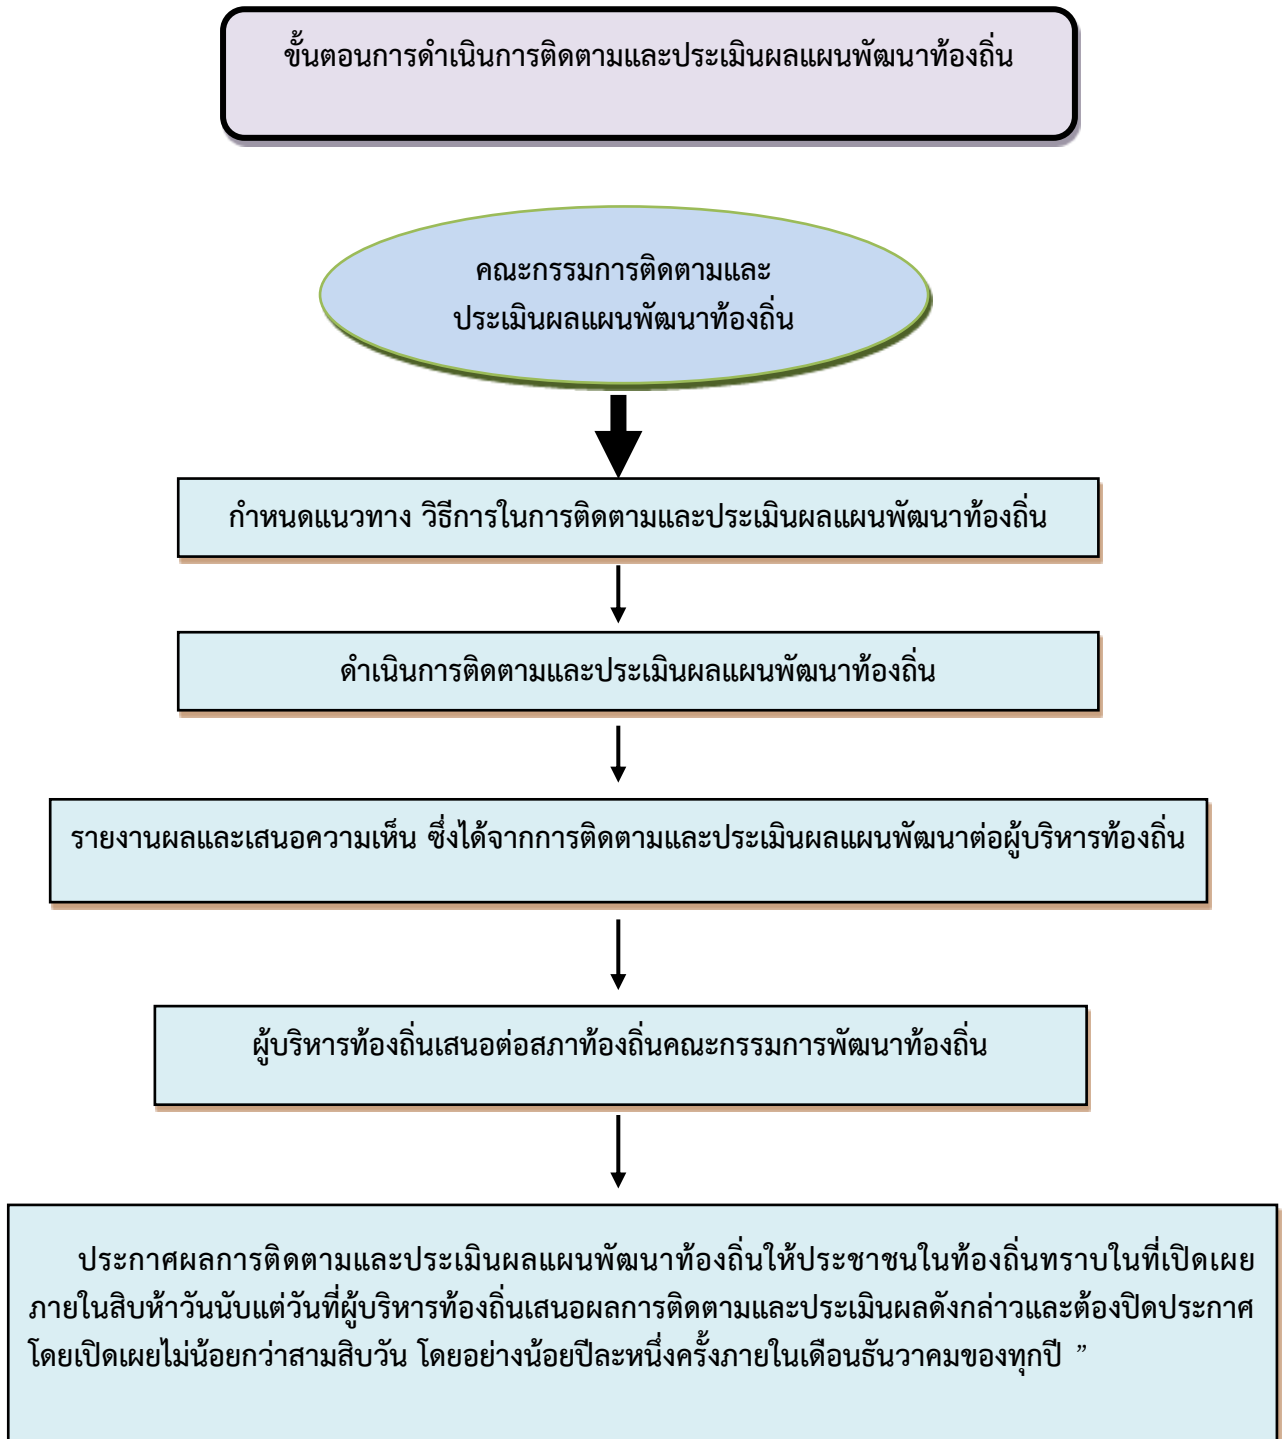 ขั้นตอนการดำเนินการติดตามและประเมินผลแผนพัฒนาท้องถิ่น
คณะกรรมการติดตามและ
ประเมินผลแผนพัฒนาท้องถิ่น
กำหนดแนวทาง วิธีการในการติดตามและประเมินผลแผนพัฒนาท้องถิ่น
ดำเนินการติดตามและประเมินผลแผนพัฒนาท้องถิ่น
รายงานผลและเสนอความเห็น ซึ่งได้จากการติดตามและประเมินผลแผนพัฒนาต่อผู้บริหารท้องถิ่น
ผู้บริหารท้องถิ่นเสนอต่อสภาท้องถิ่นคณะกรรมการพัฒนาท้องถิ่น
ประกาศผลการติดตามและประเมินผลแผนพัฒนาท้องถิ่นให้ประชาชนในท้องถิ่นทราบในที่เปิดเผย
ภายในสิบห้าวันนับแต่วันที่ผู้บริหารท้องถิ่นเสนอผลการติดตามและประเมินผลดังกล่าวและต้องปิดประกาศ
โดยเปิดเผยไม่น้อยกว่าสามสิบวัน โดยอย่างน้อยปีละหนึ่งครั้งภายในเดือนธันวาคมของทุกปี ”